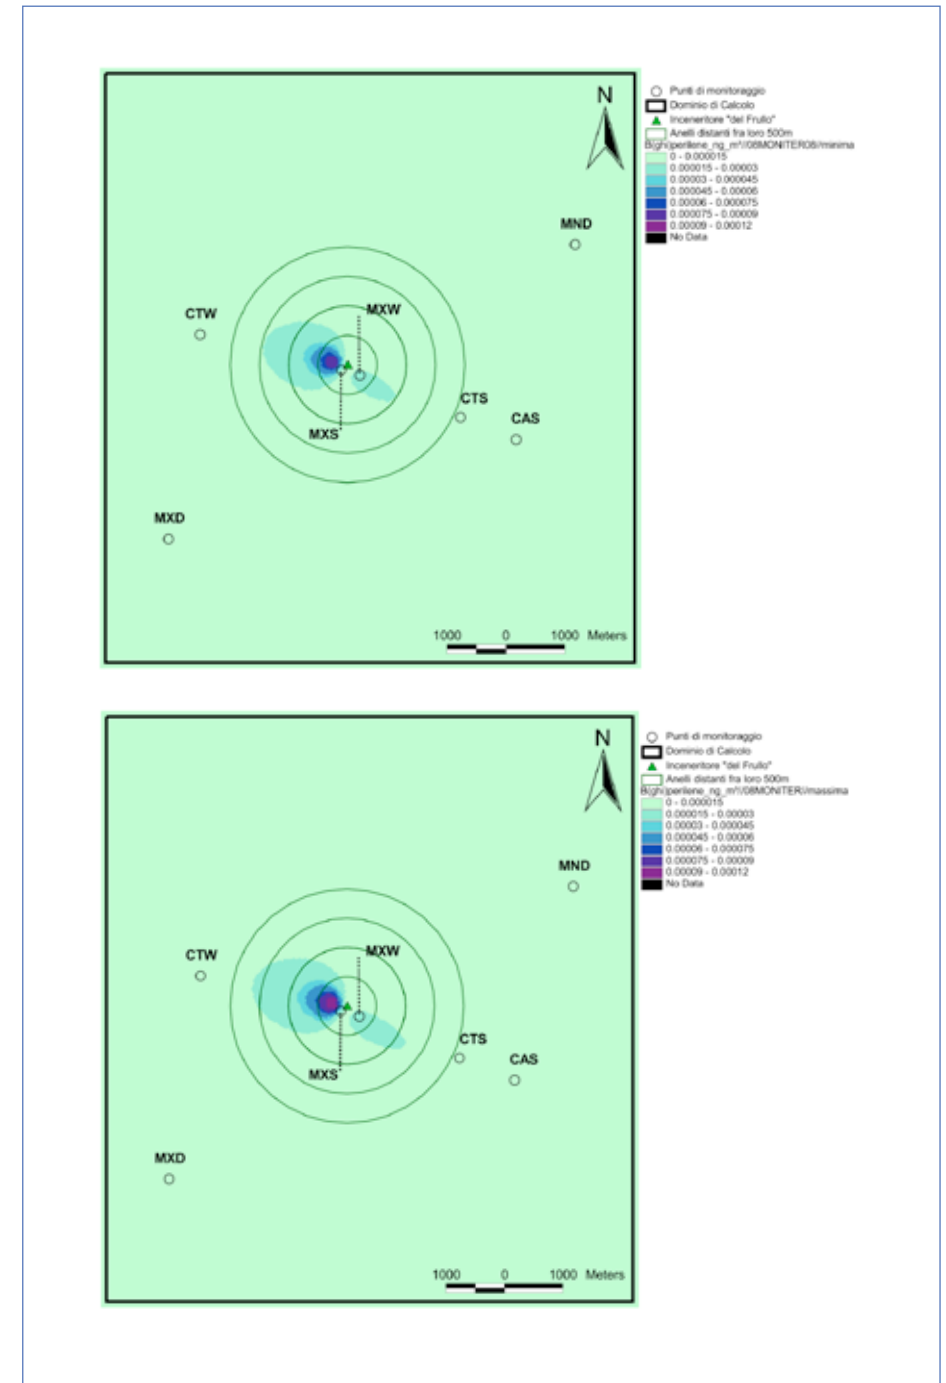 N
Punti di monitoraggio
Dominio di Calcolo
Inceneritore "del Frullo"
Anelli distanti fra loro 500m
0 - 0.000015
0.000015 - 0.00003
0.00003 - 0.000045
0.000045 - 0.00006
0.00006 - 0.000075
0.000075 - 0.00009
0.00009 - 0.00012
No Data
MND
CTW
MXW
CTS
CAS
MXS
MXD
1000 0 1000 Meters
N
Punti di monitoraggio
Dominio di Calcolo
Inceneritore "del Frullo"
Anelli distanti fra loro 500m
0 - 0.000015
0.000015 - 0.00003
0.00003 - 0.000045
0.000045 - 0.00006
0.00006 - 0.000075
0.000075 - 0.00009
0.00009 - 0.00012
No Data
MND
CTW
MXW
CTS
CAS
MXS
MXD
1000 0 1000 Meters